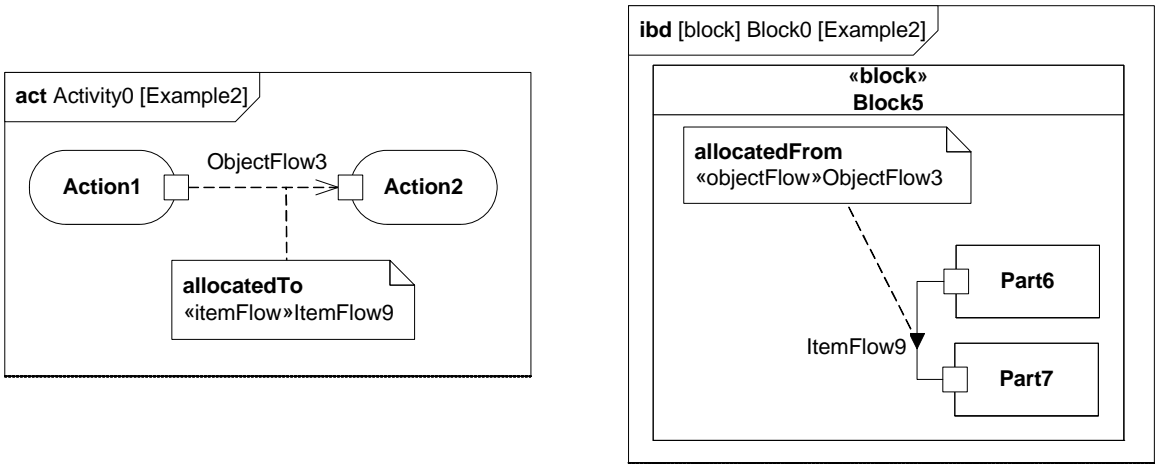 act Activity0 [Example2]
ObjectFlow3
Action1
Action2
allocatedTo
«itemFlow»ItemFlow9
ibd [block] Block0 [Example2]
«block»
Block5
allocatedFrom
«objectFlow»ObjectFlow3
Part6
ItemFlow9
Part7